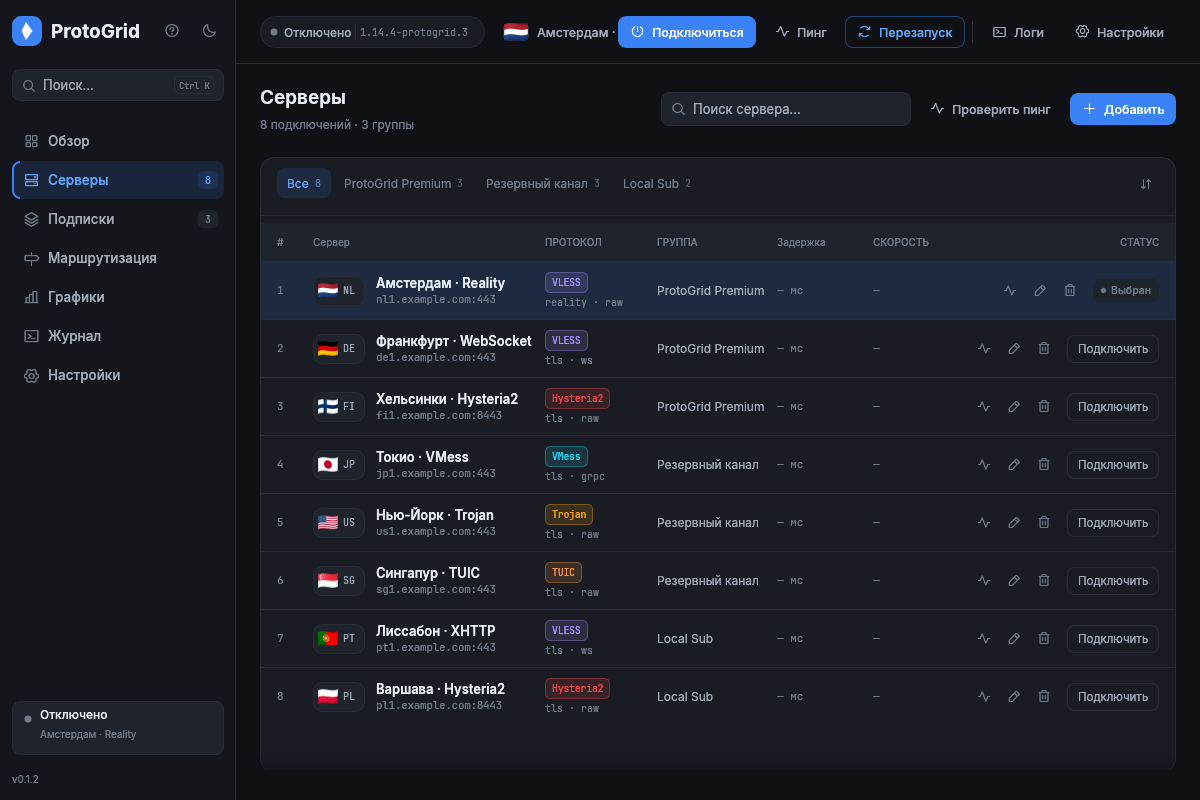 ProtoGrid
Поиск...
Ctrl K
Обзор
Серверы
8
Подписки
3
Маршрутизация
Графики
Журнал
Настройки
Отключено
Амстердам · Reality
v0.1.2
Отключено 1.14.4-protogrid.3
Амстердам ·
Подключиться
Пинг
Перезапуск
Логи
Настройки
Серверы
8 подключений · 3 группы
Поиск сервера...
Проверить пинг
Добавить
Все 8
ProtoGrid Premium 3
Резервный канал 3
Local Sub 2
# Сервер ПРОТОКОЛ ГРУППА Задержка СКОРОСТЬ СТАТУС
1 NL Амстердам · Reality VLESS ProtoGrid Premium — мс — Выбран
nl1.example.com:443 reality · raw
2 DE Франкфурт · WebSocket VLESS ProtoGrid Premium — мс — Подключить
de1.example.com:443 tls · ws
3 FI Хельсинки · Hysteria2 Hysteria2 ProtoGrid Premium — мс — Подключить
fi1.example.com:8443 tls · raw
4 JP Токио · VMess VMess Резервный канал — мс — Подключить
jp1.example.com:443 tls · grpc
5 US Нью-Йорк · Trojan Trojan Резервный канал — мс — Подключить
us1.example.com:443 tls · raw
6 SG Сингапур · TUIC TUIC Резервный канал — мс — Подключить
sg1.example.com:443 tls · raw
7 PT Лиссабон · XHTTP VLESS Local Sub — мс — Подключить
pt1.example.com:443 tls · ws
8 PL Варшава · Hysteria2 Hysteria2 Local Sub — мс — Подключить
pl1.example.com:8443 tls · raw